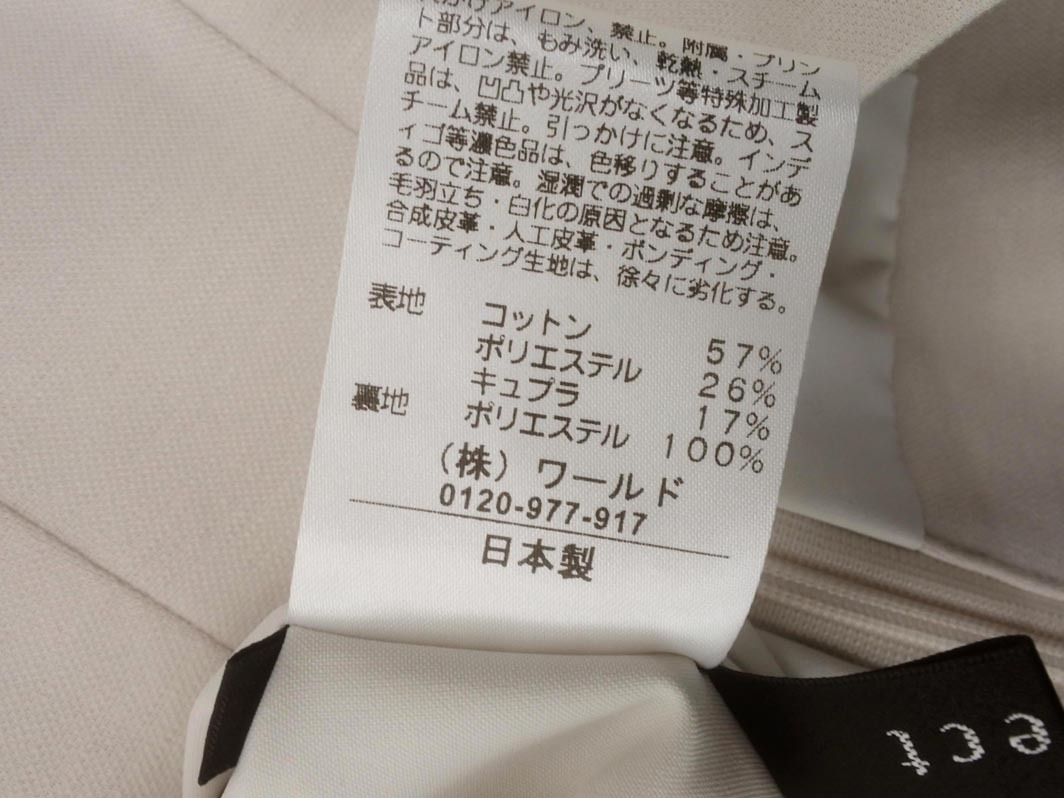 かけアイロン、禁止。附属・プリン
ト部分は、もみ洗い、乾熱・スチーム
アイロン禁止。プリーツ等特殊加工製
品は、凹凸や光沢がなくなるため、ス
チーム禁止。引っかけに注意。インデ
ィゴ等濃色品は、色移りすることがあ
るので注意。湿潤での過剰な摩擦は、
毛羽立ち・白化の原因となるため注意。
合成皮革・人工皮革・ボンディング・
コーティング生地は、徐々に劣化する。
表地 コットン 57%
ポリエステル 26%
キュプラ 17%
裏地 ポリエステル 100%
(株) ワールド
0120-977-917
日本製